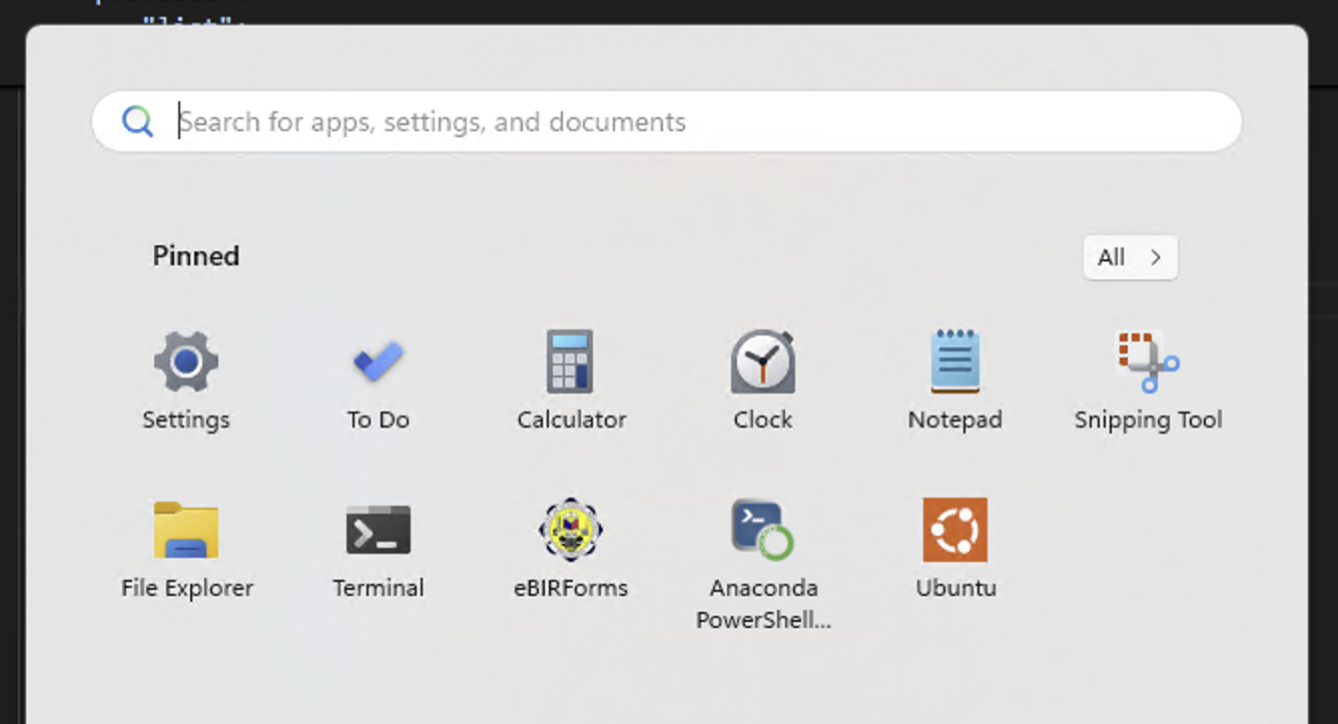 "list":
Search for apps, settings, and documents
Pinned
All
Settings
To Do
Calculator
Clock
Notepad
Snipping Tool
File Explorer
Terminal
eBIRForms
Anaconda
PowerShell...
Ubuntu